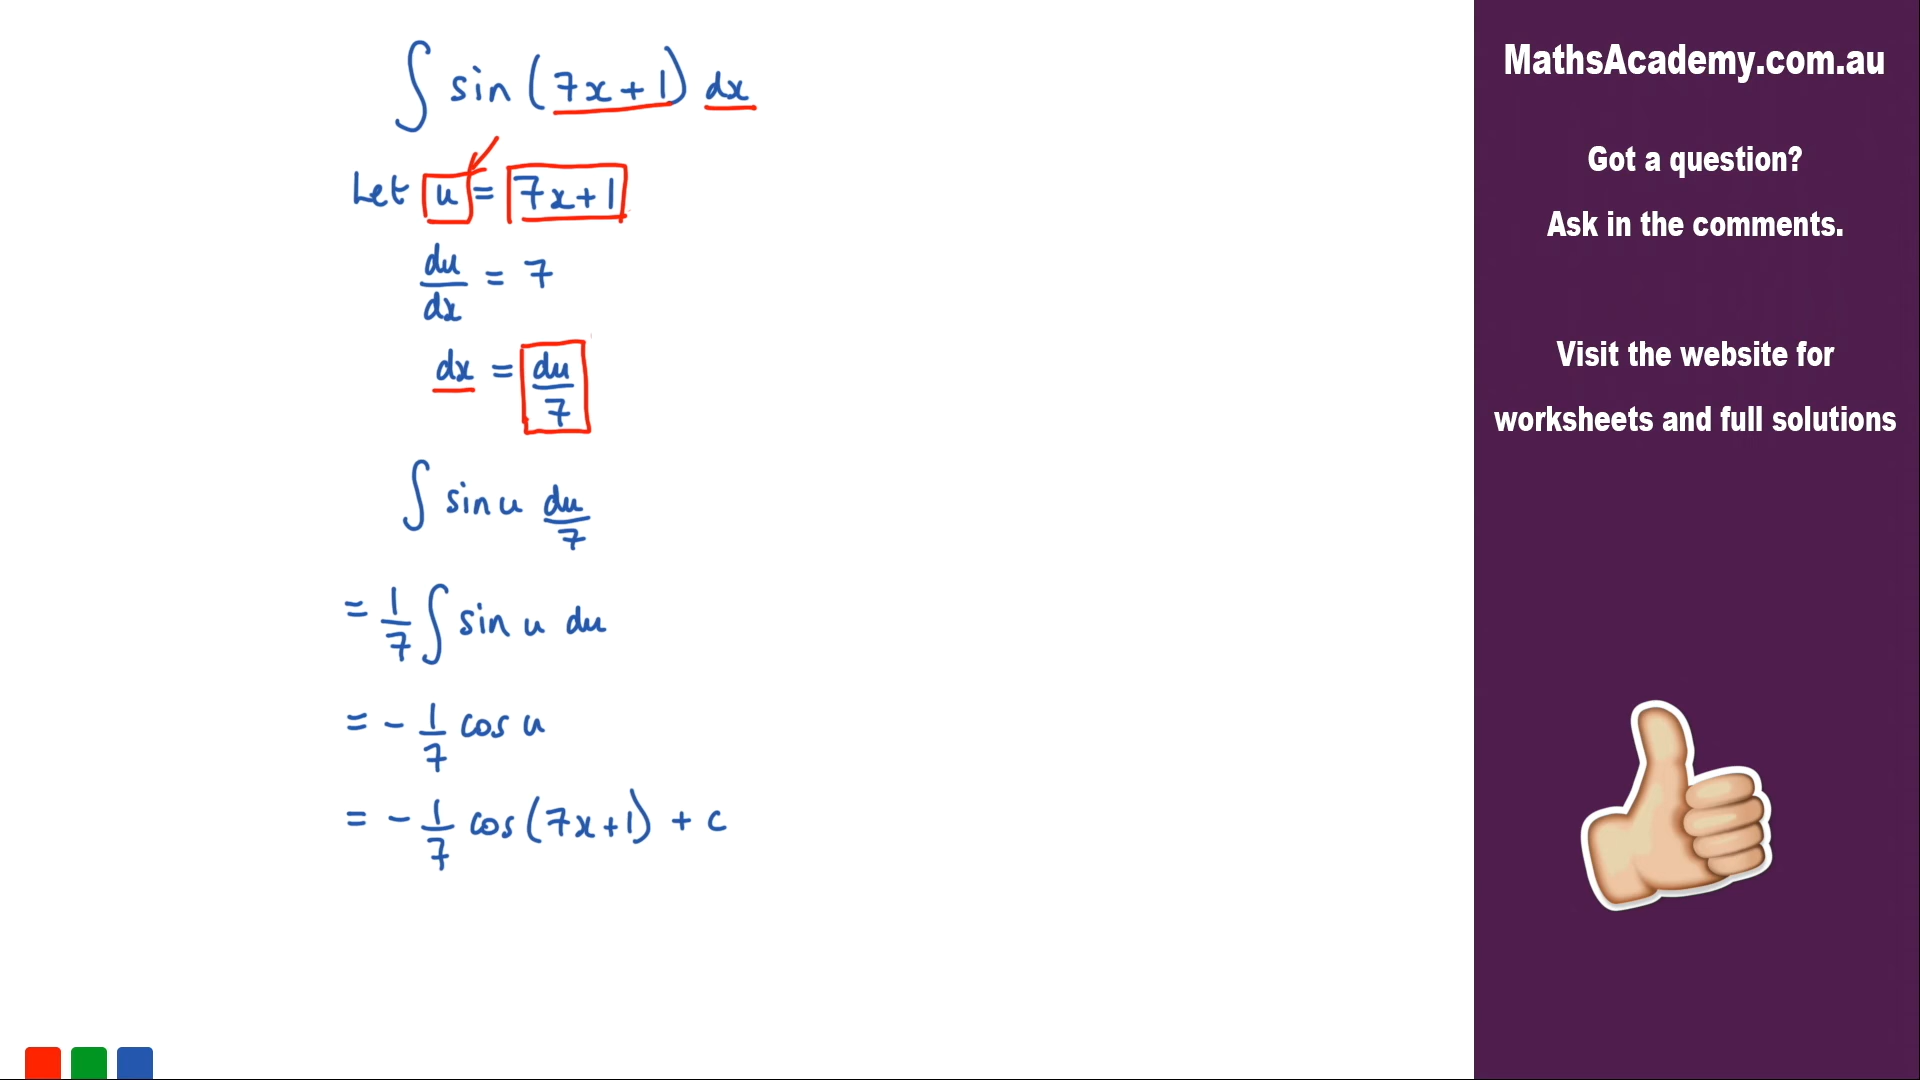 ∫ sin (7x + 1) dx
Let u = 7x+1
du/dx = 7
dx = du/7
∫ sin u du/7
= 1/7 ∫ sin u du
= - 1/7 cos u
= - 1/7 cos (7x+1) + c
MathsAcademy.com.au
Got a question?
Ask in the comments.
Visit the website for
worksheets and full solutions